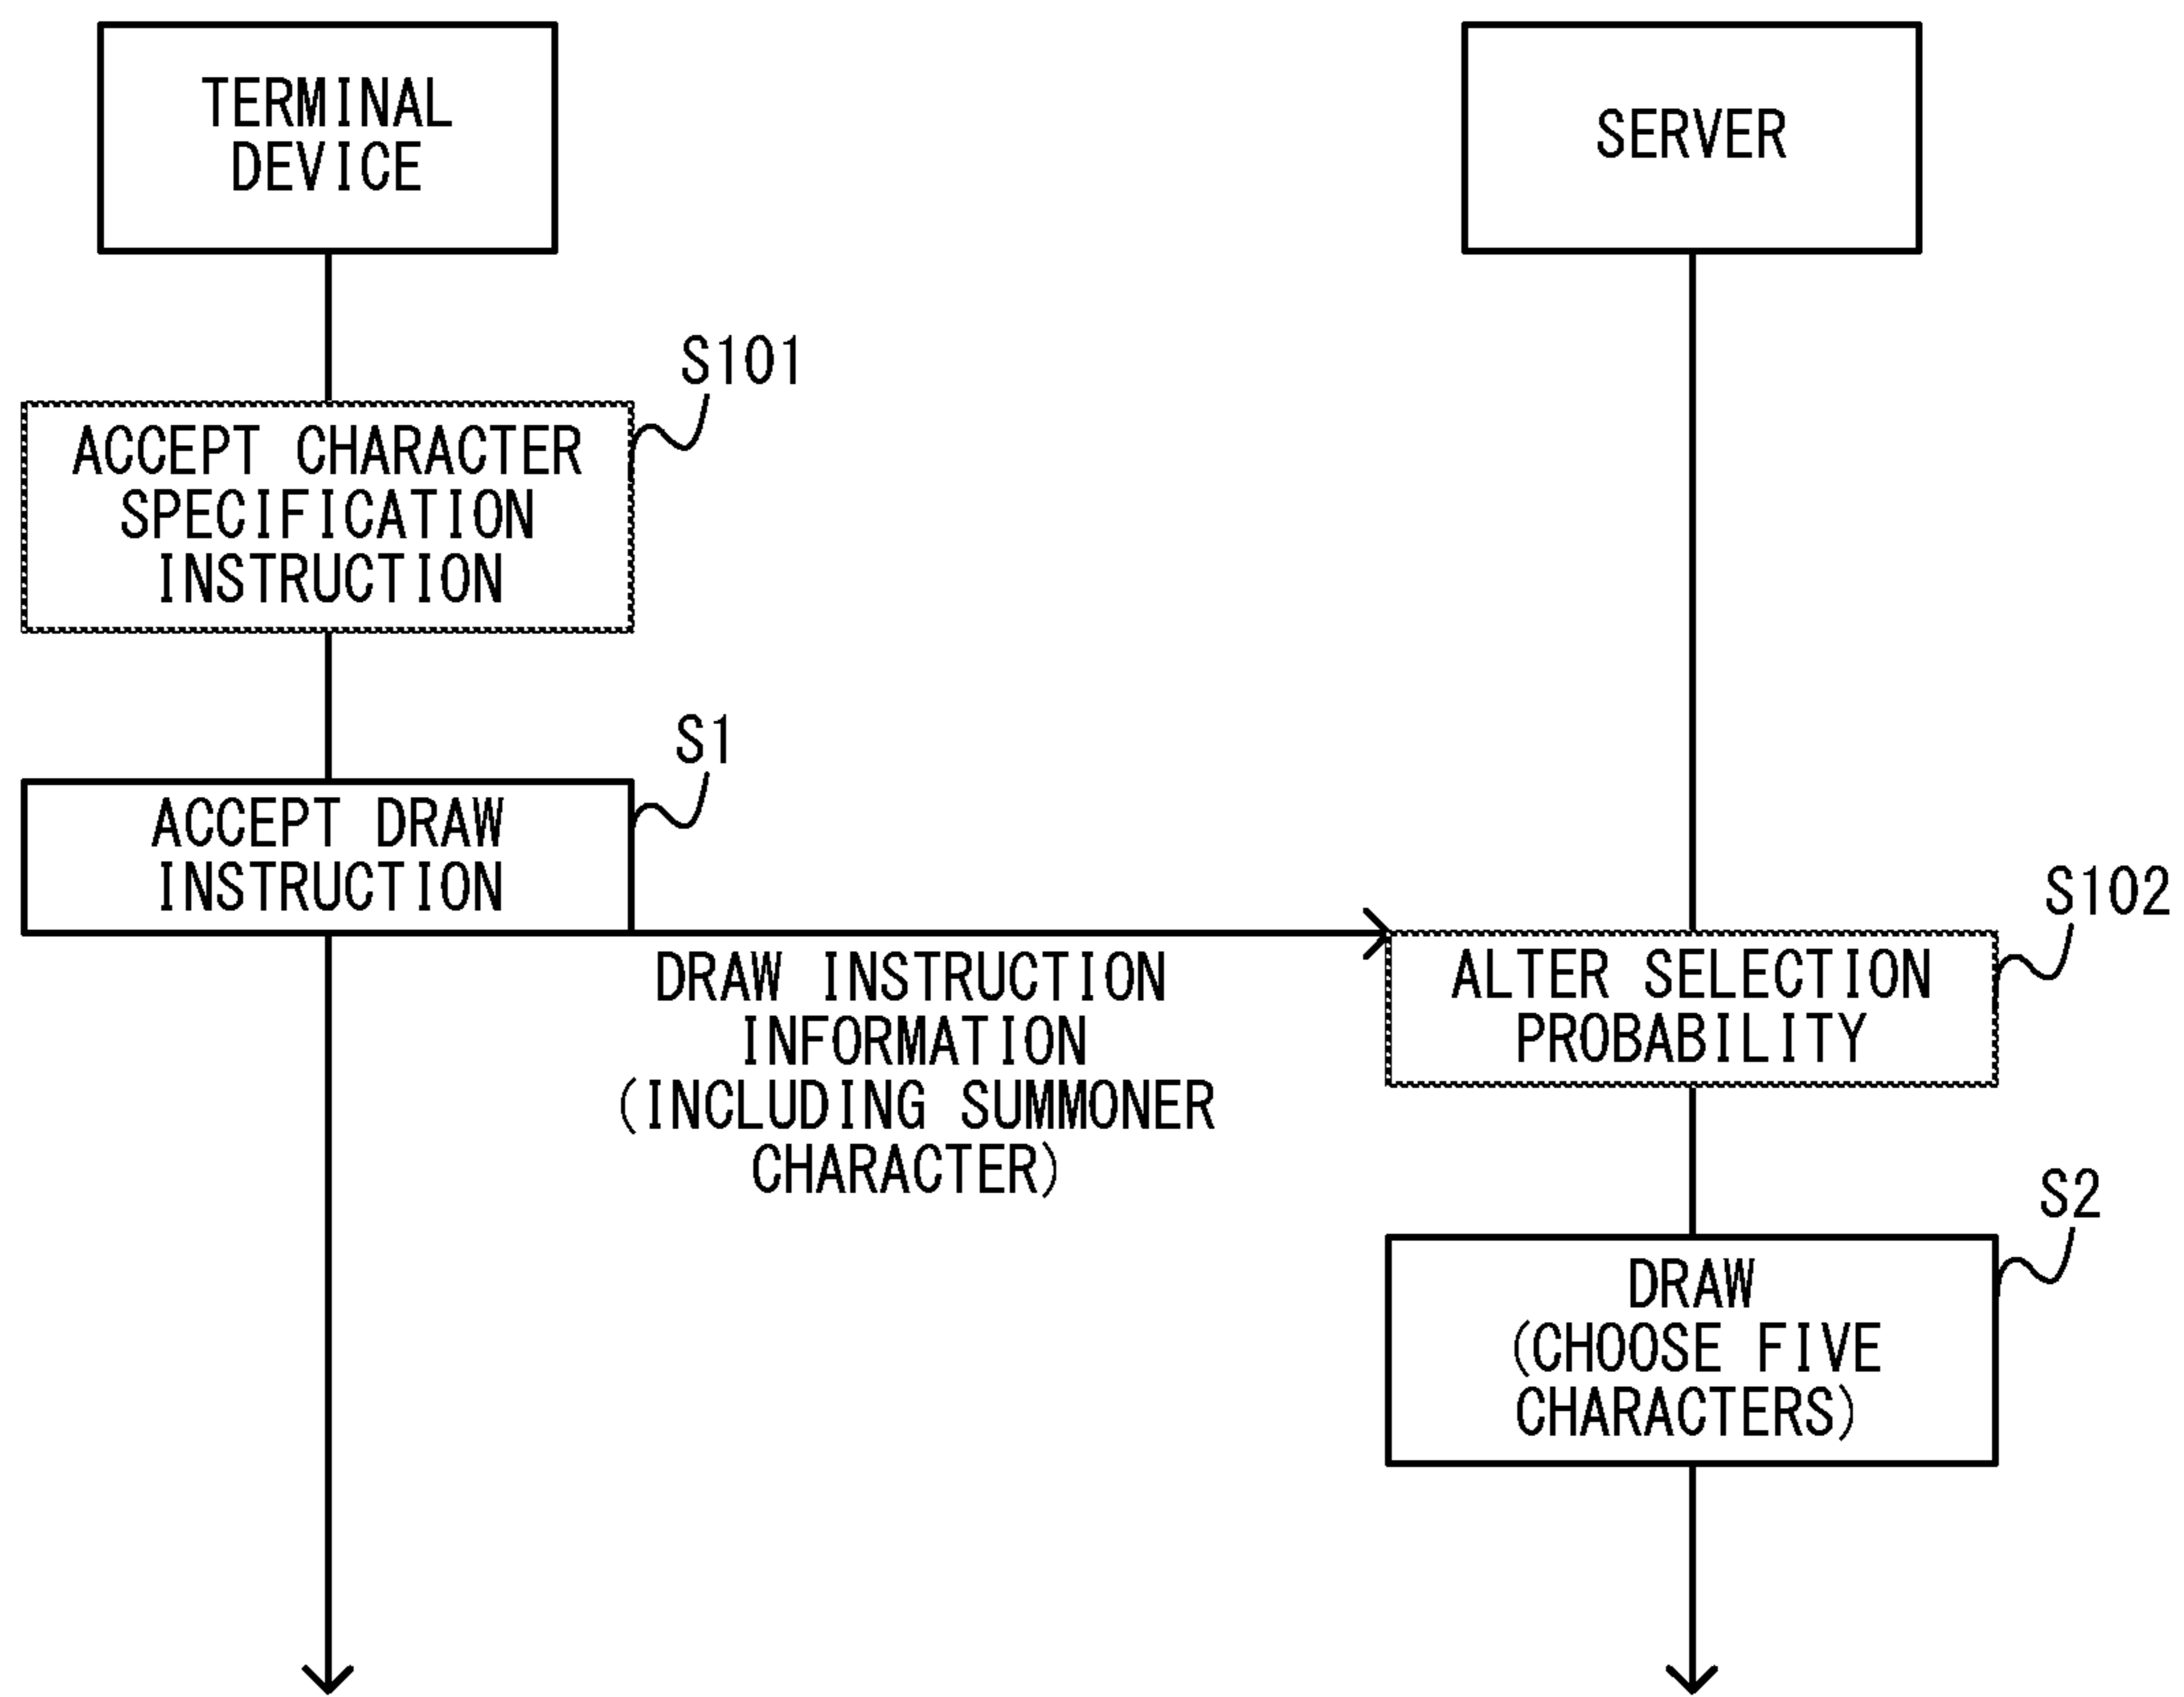 TERMINAL
DEVICE
SERVER
S101
ACCEPT CHARACTER
SPECIFICATION
INSTRUCTION
S1
ACCEPT DRAW
INSTRUCTION
DRAW INSTRUCTION
INFORMATION
(INCLUDING SUMMONER
CHARACTER)
S102
ALTER SELECTION
PROBABILITY
S2
DRAW
(CHOOSE FIVE
CHARACTERS)